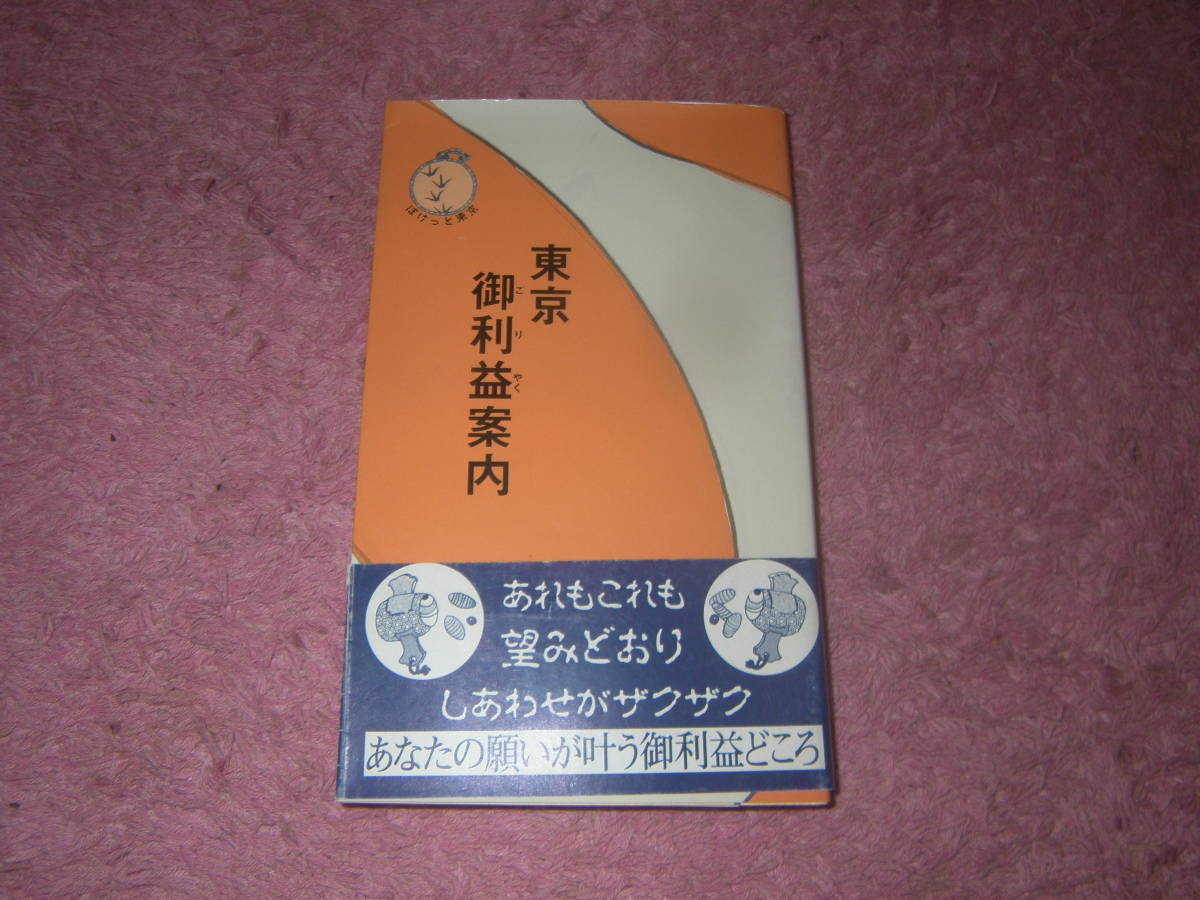 ぽけっと東京
東京
御利益案内
ごりやく
あれもこれも
望みどおり
しあわせがザクザク
あなたの願いが叶う御利益どころ